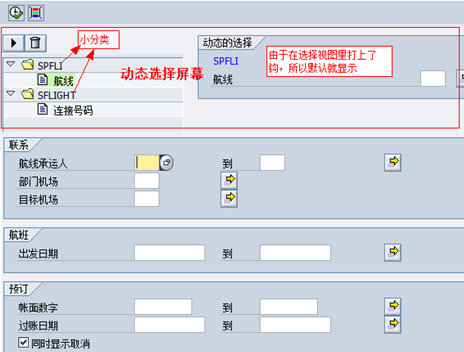 小分类
动态的选择
SPFLI
SPFLI
由于在选择视图里打上了
钩，所以默认就显示
航线
动态选择屏幕
航线
SFLIGHT
连接号码
联系
航线承运人 到
部门机场
目标机场
航班
出发日期 到
预订
帐面数字 到
过账日期 到
同时显示取消